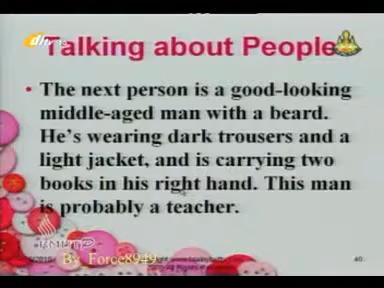 Talking about People
• The next person is a good-looking
middle-aged man with a beard.
He's wearing dark trousers and a
light jacket, and is carrying two
books in his right hand. This man
is probably a teacher.
By Force8949
40